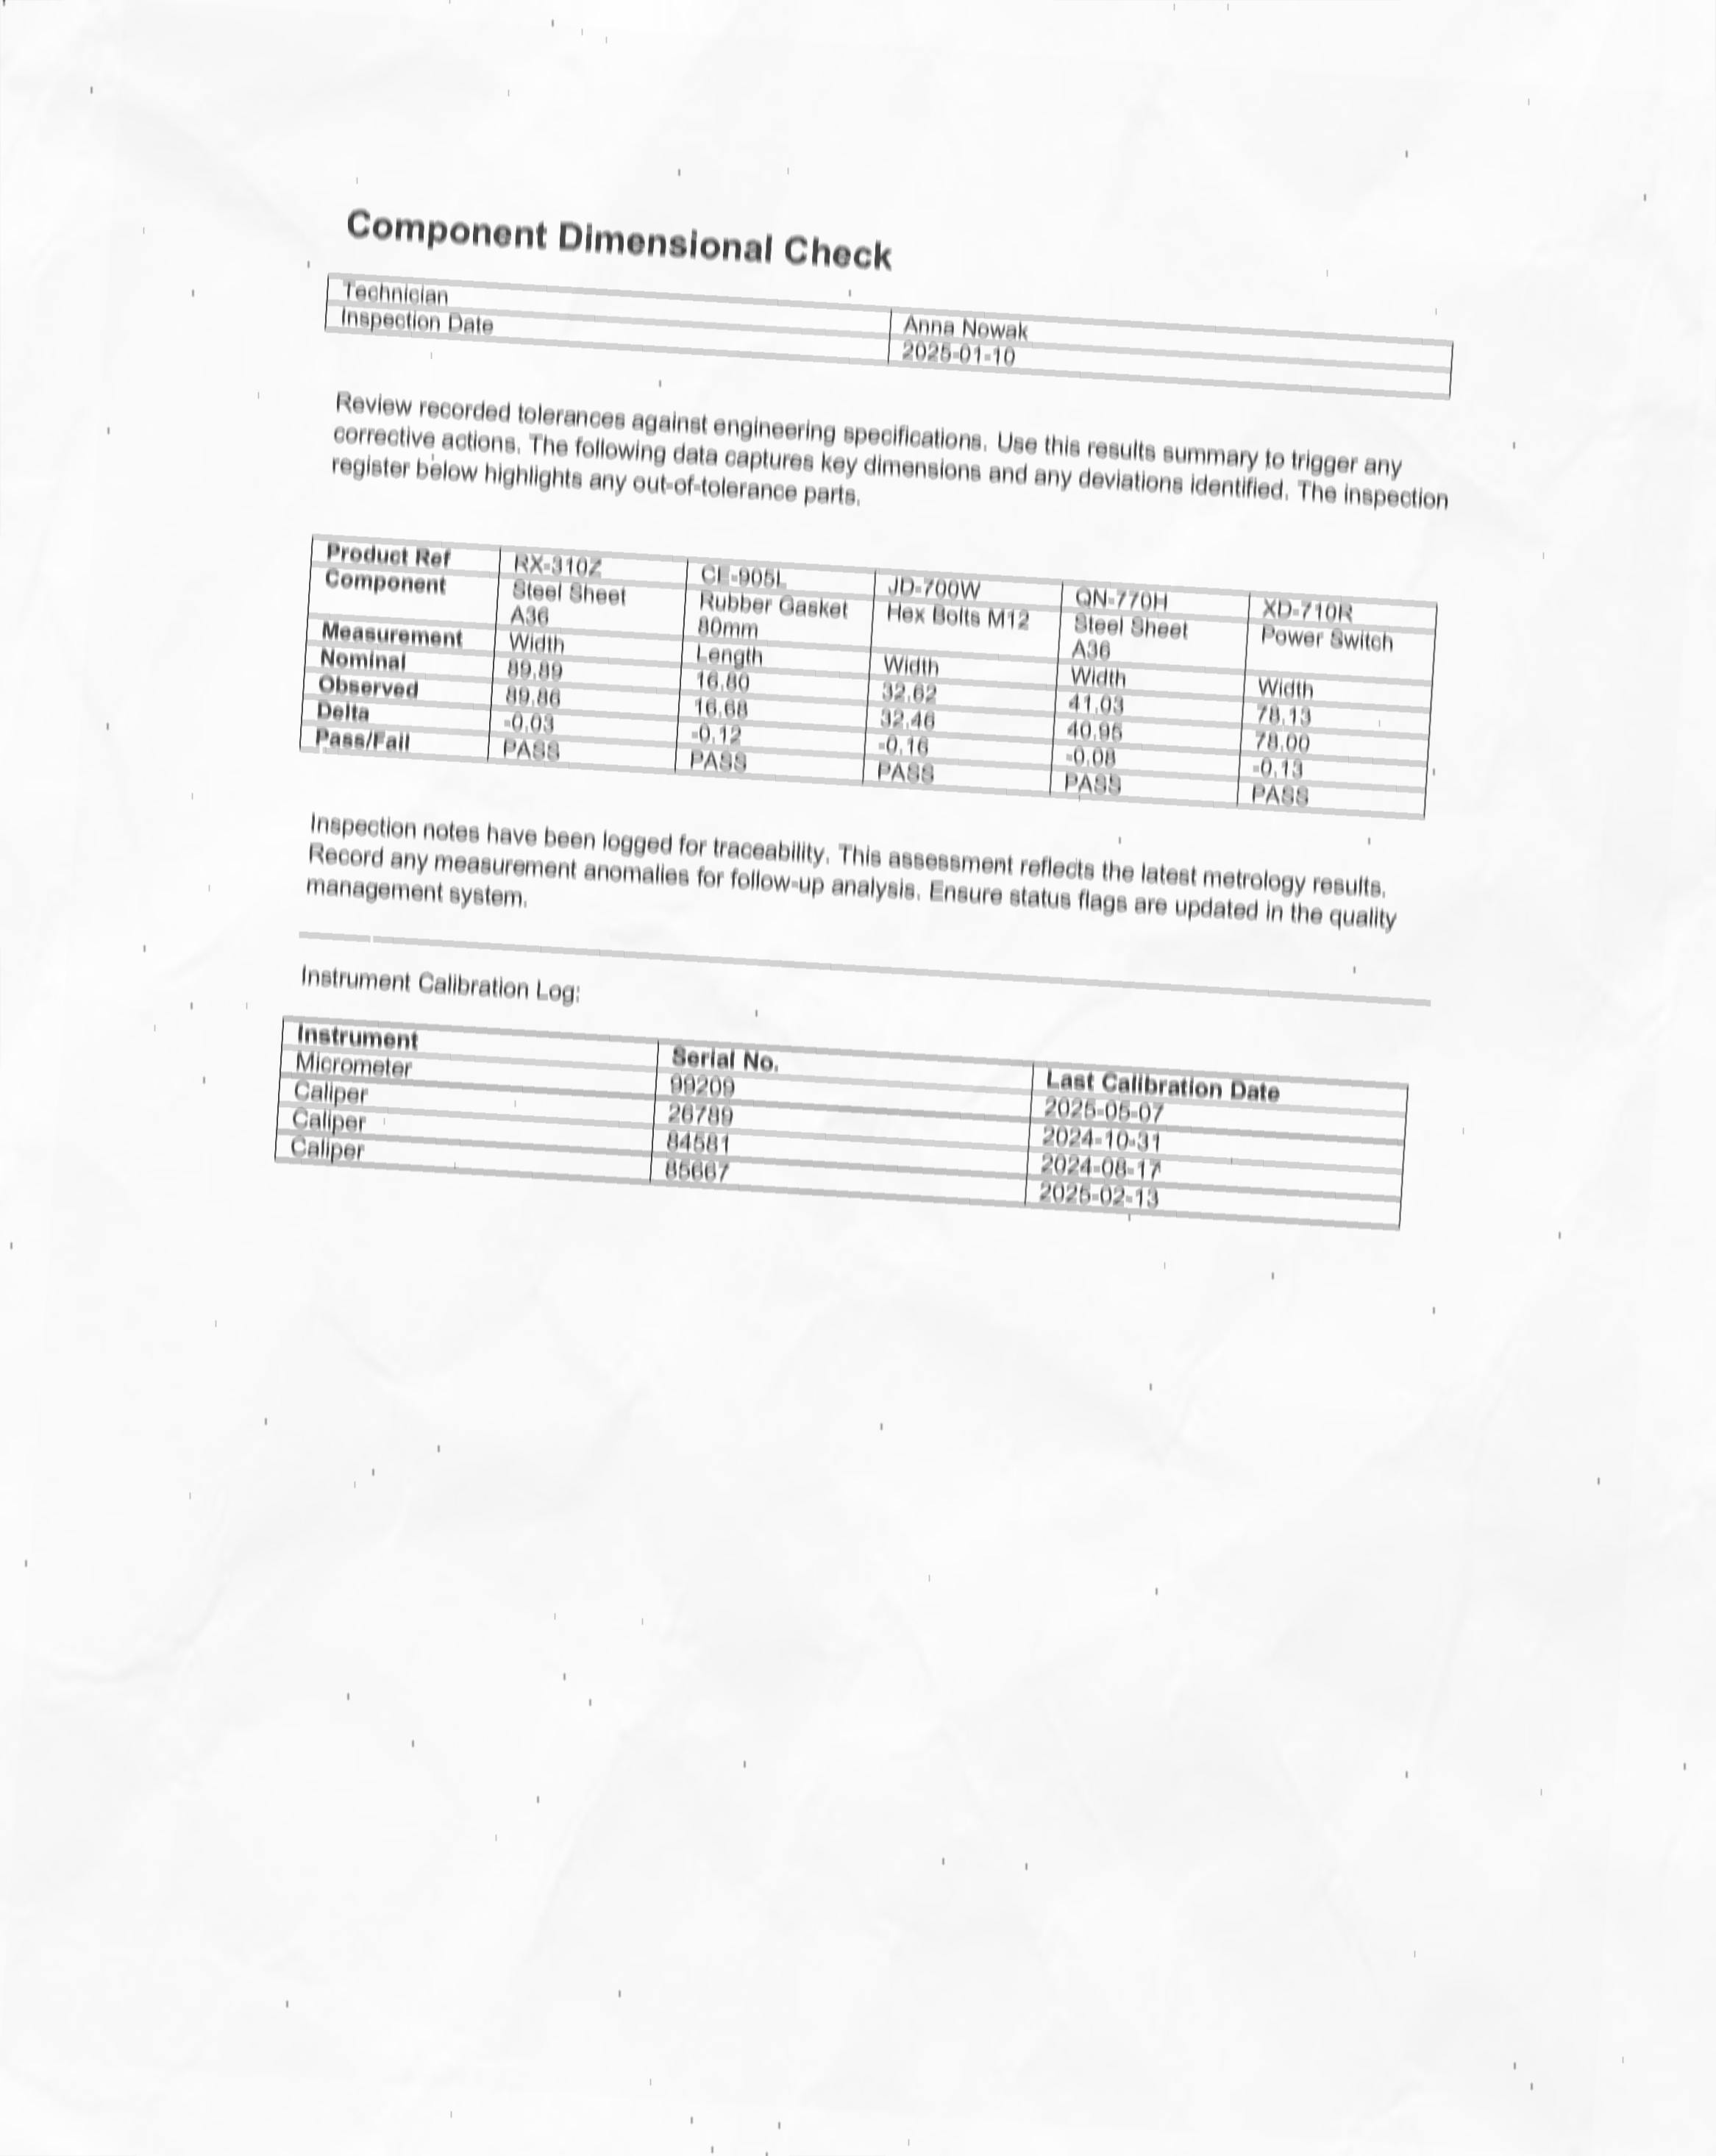 Component Dimensional Check
Technician Anna Nowak
Inspection Date 2025-01-10
Review recorded tolerances against engineering specifications. Use this results summary to trigger any
corrective actions. The following data captures key dimensions and any deviations identified. The inspection
register below highlights any out-of-tolerance parts.
Product Ref RX-310Z CE-905L JD-700W QN-770H XD-710R
Component Steel Sheet Rubber Gasket Hex Bolts M12 Steel Sheet Power Switch
A36 80mm A36
Measurement Width Length Width Width Width
Nominal 89.89 16.80 32.62 41.03 78.13
Observed 89.86 16.68 32.46 40.95 78.00
Delta -0.03 -0.12 -0.16 -0.08 -0.13
Pass/Fail PASS PASS PASS PASS PASS
Inspection notes have been logged for traceability. This assessment reflects the latest metrology results.
Record any measurement anomalies for follow-up analysis. Ensure status flags are updated in the quality
management system.
Instrument Calibration Log:
Instrument Serial No. Last Calibration Date
Micrometer 99209 2025-05-07
Caliper 26789 2024-10-31
Caliper 84581 2024-08-17
Caliper 85667 2025-02-13